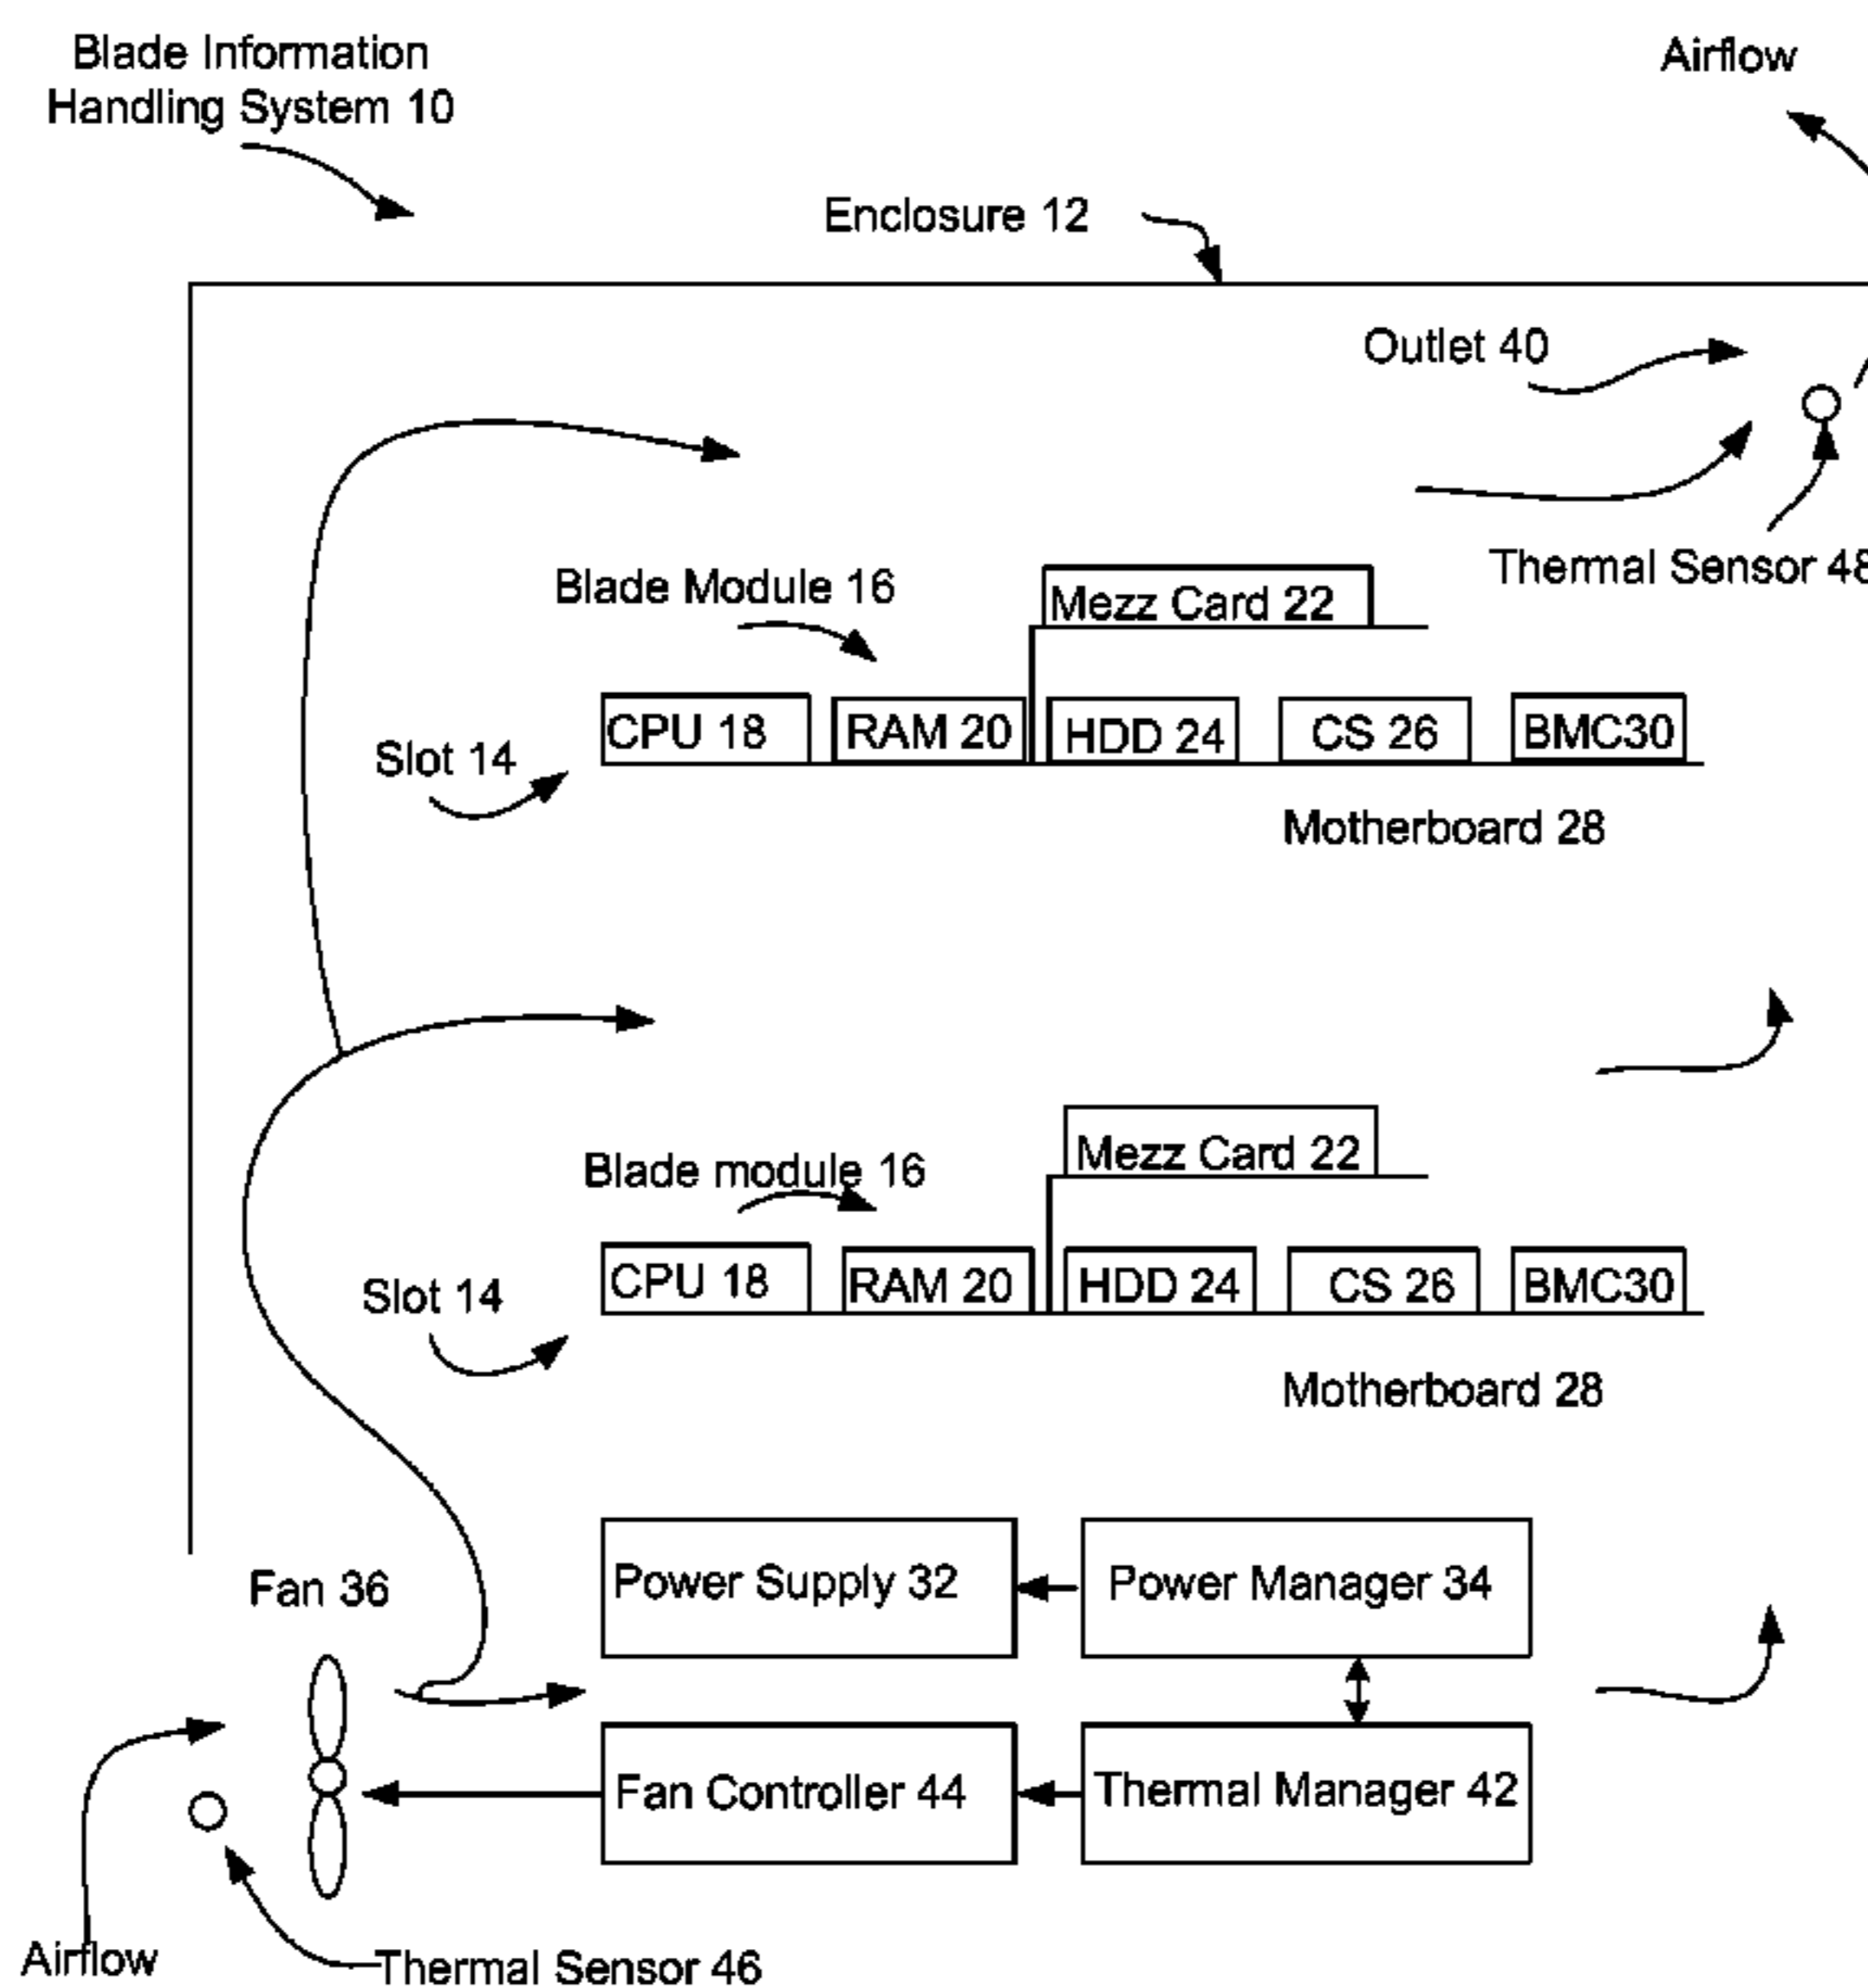 Blade Information
Handling System 10
Airflow
Enclosure 12
Outlet 40
Thermal Sensor 48
Blade Module 16
Mezz Card 22
Slot 14
CPU 18
RAM 20
HDD 24
CS 26
BMC30
Motherboard 28
Blade module 16
Mezz Card 22
Slot 14
CPU 18
RAM 20
HDD 24
CS 26
BMC30
Motherboard 28
Fan 36
Power Supply 32
Power Manager 34
Fan Controller 44
Thermal Manager 42
Airflow
Thermal Sensor 46